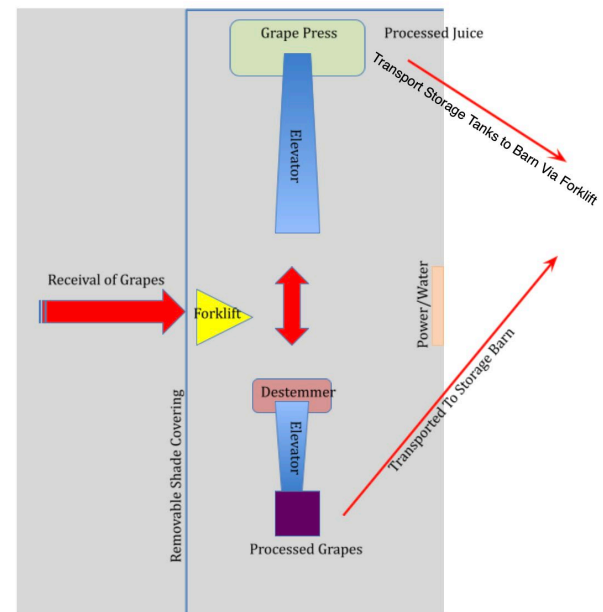 Grape Press
Processed Juice
Transport Storage Tanks to Barn Via Forklift
Elevator
Receival of Grapes
Forklift
Power/Water
Destemmer
Elevator
Transported To Storage Barn
Removable Shade Covering
Processed Grapes